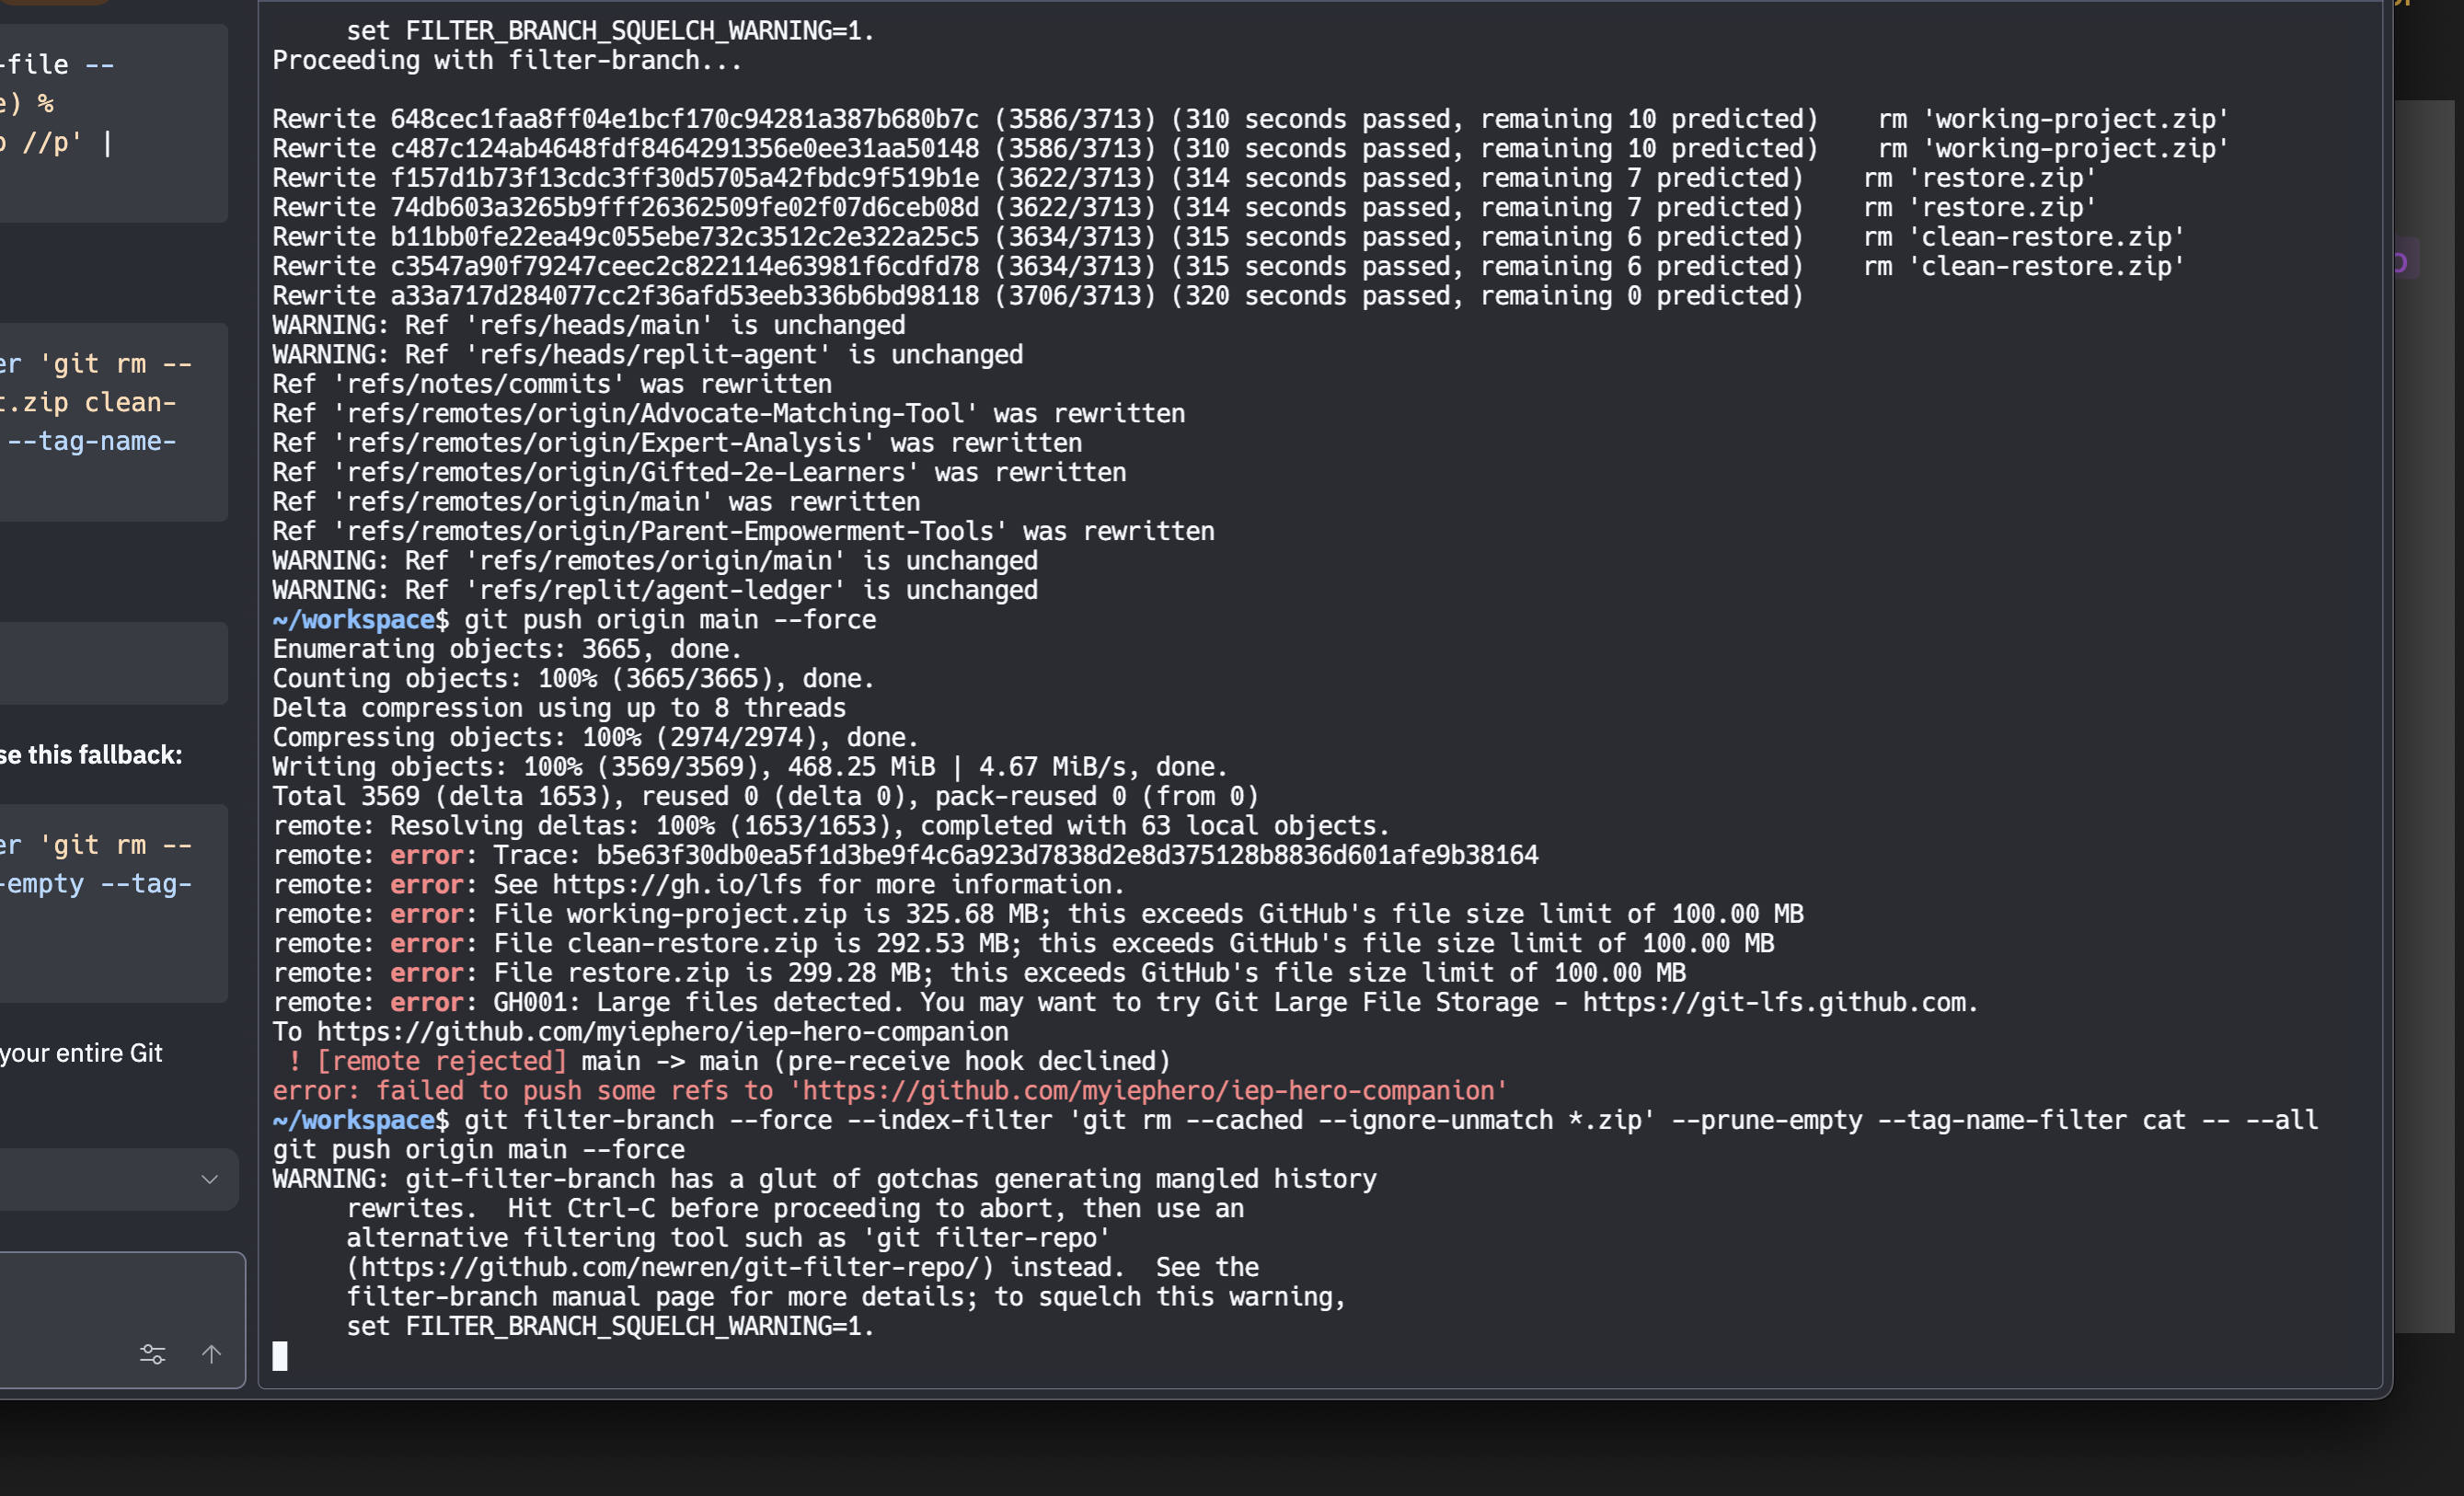 -file --
e) %
p //p' |
er 'git rm --
t.zip clean-
--tag-name-
se this fallback:
er 'git rm --
-empty --tag-
your entire Git
set FILTER_BRANCH_SQUELCH_WARNING=1.
Proceeding with filter-branch...
Rewrite 648cec1faa8ff04e1bcf170c94281a387b680b7c (3586/3713) (310 seconds passed, remaining 10 predicted)    rm 'working-project.zip'
Rewrite c487c124ab4648fdf8464291356e0ee31aa50148 (3586/3713) (310 seconds passed, remaining 10 predicted)    rm 'working-project.zip'
Rewrite f157d1b73f13cdc3ff30d5705a42fbdc9f519b1e (3622/3713) (314 seconds passed, remaining 7 predicted)    rm 'restore.zip'
Rewrite 74db603a3265b9fff26362509fe02f07d6ceb08d (3622/3713) (314 seconds passed, remaining 7 predicted)    rm 'restore.zip'
Rewrite b11bb0fe22ea49c055ebe732c3512c2e322a25c5 (3634/3713) (315 seconds passed, remaining 6 predicted)    rm 'clean-restore.zip'
Rewrite c3547a90f79247ceec2c822114e63981f6cdfd78 (3634/3713) (315 seconds passed, remaining 6 predicted)    rm 'clean-restore.zip'
Rewrite a33a717d284077cc2f36afd53eeb336b6bd98118 (3706/3713) (320 seconds passed, remaining 0 predicted)
WARNING: Ref 'refs/heads/main' is unchanged
WARNING: Ref 'refs/heads/replit-agent' is unchanged
Ref 'refs/notes/commits' was rewritten
Ref 'refs/remotes/origin/Advocate-Matching-Tool' was rewritten
Ref 'refs/remotes/origin/Expert-Analysis' was rewritten
Ref 'refs/remotes/origin/Gifted-2e-Learners' was rewritten
Ref 'refs/remotes/origin/main' was rewritten
Ref 'refs/remotes/origin/Parent-Empowerment-Tools' was rewritten
WARNING: Ref 'refs/remotes/origin/main' is unchanged
WARNING: Ref 'refs/replit/agent-ledger' is unchanged
~/workspace$ git push origin main --force
Enumerating objects: 3665, done.
Counting objects: 100% (3665/3665), done.
Delta compression using up to 8 threads
Compressing objects: 100% (2974/2974), done.
Writing objects: 100% (3569/3569), 468.25 MiB | 4.67 MiB/s, done.
Total 3569 (delta 1653), reused 0 (delta 0), pack-reused 0 (from 0)
remote: Resolving deltas: 100% (1653/1653), completed with 63 local objects.
remote: error: Trace: b5e63f30db0ea5f1d3be9f4c6a923d7838d2e8d375128b8836d601afe9b38164
remote: error: See https://gh.io/lfs for more information.
remote: error: File working-project.zip is 325.68 MB; this exceeds GitHub's file size limit of 100.00 MB
remote: error: File clean-restore.zip is 292.53 MB; this exceeds GitHub's file size limit of 100.00 MB
remote: error: File restore.zip is 299.28 MB; this exceeds GitHub's file size limit of 100.00 MB
remote: error: GH001: Large files detected. You may want to try Git Large File Storage - https://git-lfs.github.com.
To https://github.com/myiephero/iep-hero-companion
! [remote rejected] main -> main (pre-receive hook declined)
error: failed to push some refs to 'https://github.com/myiephero/iep-hero-companion'
~/workspace$ git filter-branch --force --index-filter 'git rm --cached --ignore-unmatch *.zip' --prune-empty --tag-name-filter cat -- --all
git push origin main --force
WARNING: git-filter-branch has a glut of gotchas generating mangled history
rewrites.  Hit Ctrl-C before proceeding to abort, then use an
alternative filtering tool such as 'git filter-repo'
(https://github.com/newren/git-filter-repo/) instead.  See the
filter-branch manual page for more details; to squelch this warning,
set FILTER_BRANCH_SQUELCH_WARNING=1.